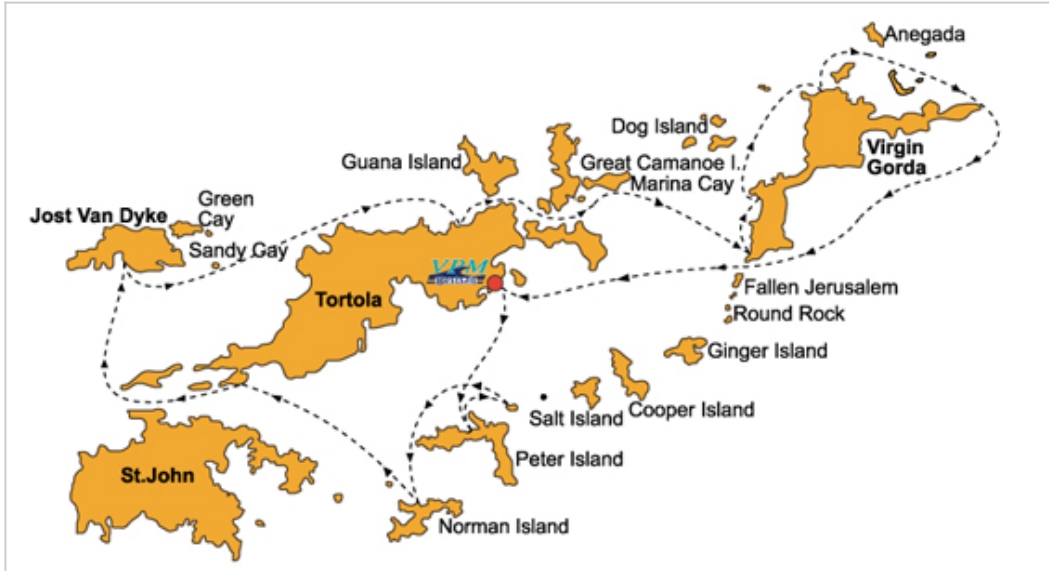 Anegada
Dog Island
Guana Island
Great Camanoe I.
Virgin
Gorda
Marina Cay
Green
Cay
Jost Van Dyke
Sandy Gay
VPM
Tortola
Fallen Jerusalem
Round Rock
Ginger Island
Cooper Island
Salt Island
Peter Island
St.John
Norman Island